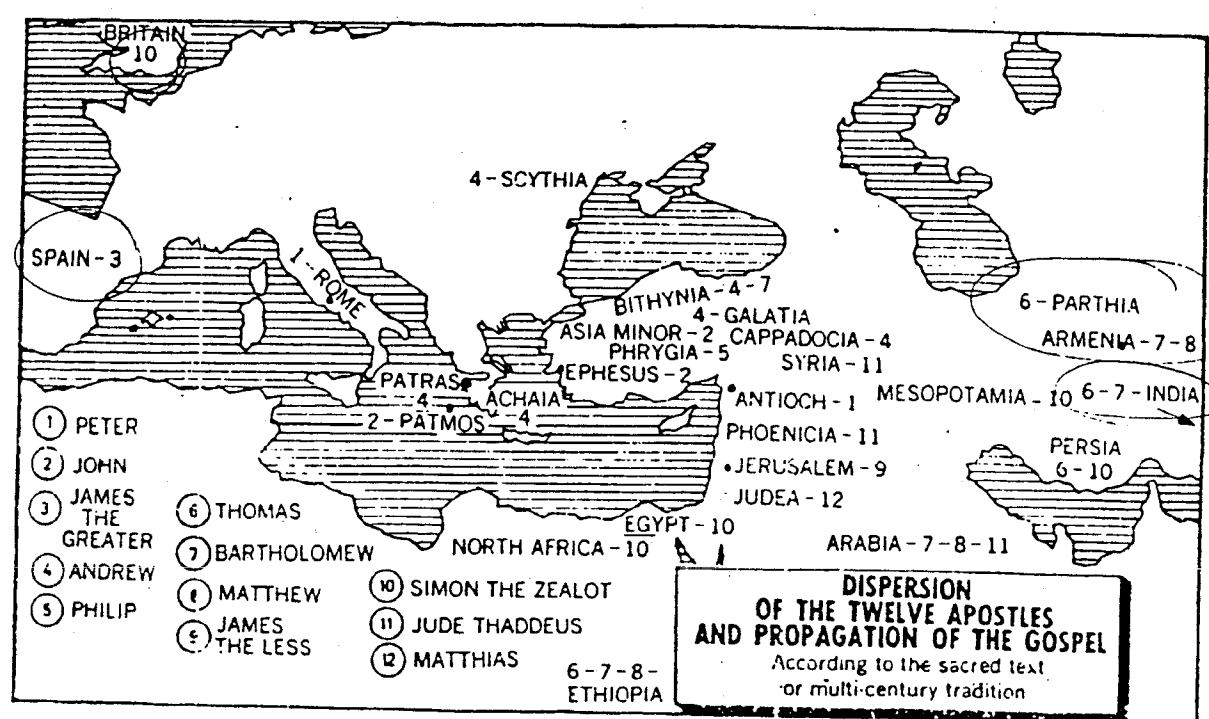 BRITAIN
10
4 - SCYTHIA
SPAIN - 3
1 - ROME
BITHYNIA - 4 - 7
4 - GALATIA
ASIA MINOR - 2
CAPPADOCIA - 4
PHRYGIA - 5
SYRIA - 11
EPHESUS - 2
6 - PARTHIA
ARMENIA - 7 - 8
PATRAS
4
ACHAIA
4
2 - PATMOS
ANTIOCH - 1
MESOPOTAMIA - 10
6 - 7 - INDIA
PHOENICIA - 11
PERSIA
6 - 10
JERUSALEM - 9
JUDEA - 12
EGYPT - 10
NORTH AFRICA - 10
ARABIA - 7 - 8 - 11
1 PETER
2 JOHN
3 JAMES
THE
GREATER
4 ANDREW
5 PHILIP
6 THOMAS
7 BARTHOLOMEW
8 MATTHEW
9 JAMES
THE LESS
10 SIMON THE ZEALOT
11 JUDE THADDEUS
12 MATTHIAS
6 - 7 - 8 -
ETHIOPIA
DISPERSION
OF THE TWELVE APOSTLES
AND PROPAGATION OF THE GOSPEL
According to the sacred text
or multi-century tradition